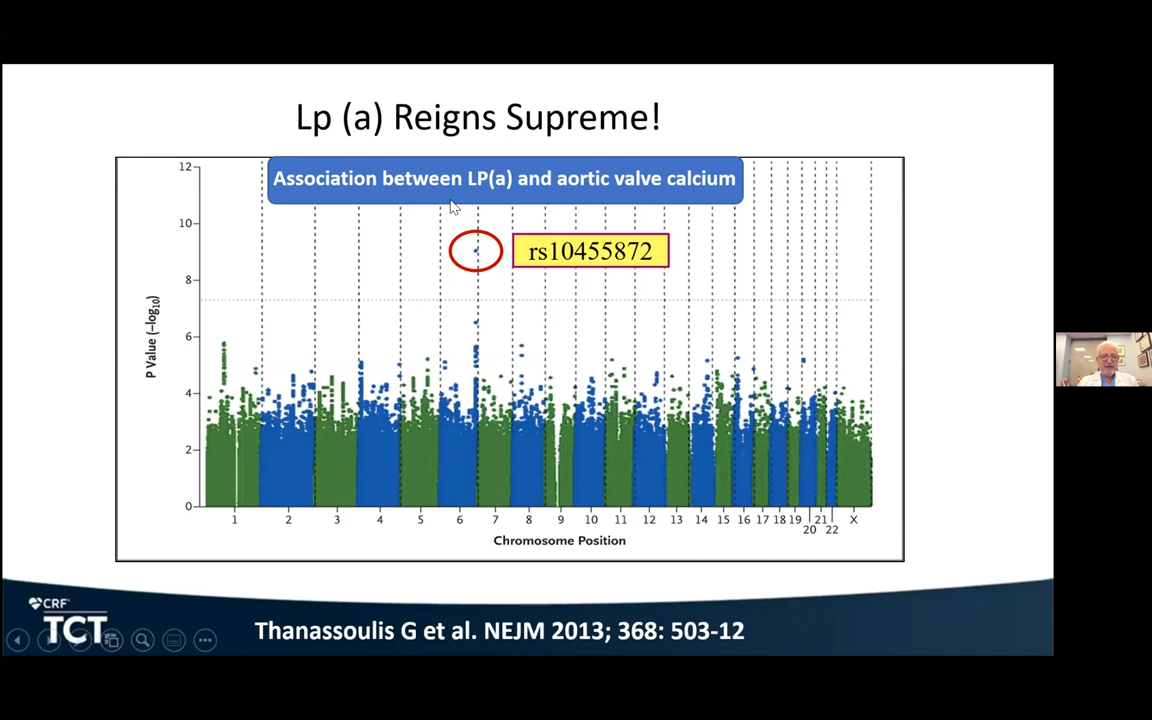 Lp (a) Reigns Supreme!
Association between LP(a) and aortic valve calcium
rs10455872
12
10
8
6
4
2
0
P Value (−log10)
1 2 3 4 5 6 7 8 9 10 11 12 13 14 15 16 17 18 19 20 21 22 X
Chromosome Position
CRF
TCT
Thanassoulis G et al. NEJM 2013; 368: 503-12